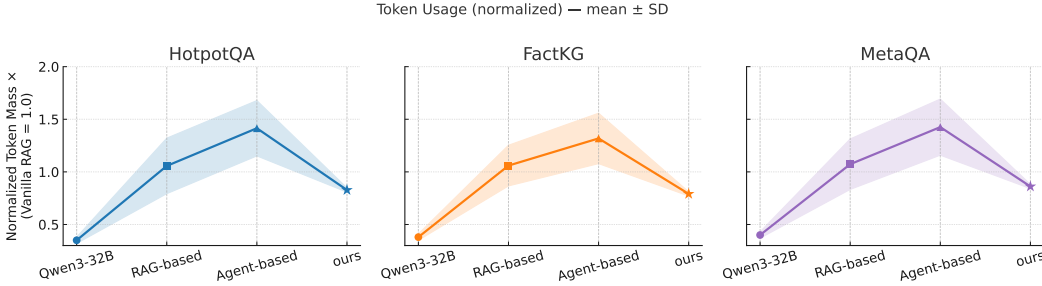 Token Usage (normalized) — mean ± SD
HotpotQA
FactKG
MetaQA
Normalized Token Mass ×
(Vanilla RAG = 1.0)
2.0
1.5
1.0
0.5
Qwen3-32B
RAG-based
Agent-based
ours
Qwen3-32B
RAG-based
Agent-based
ours
Qwen3-32B
RAG-based
Agent-based
ours